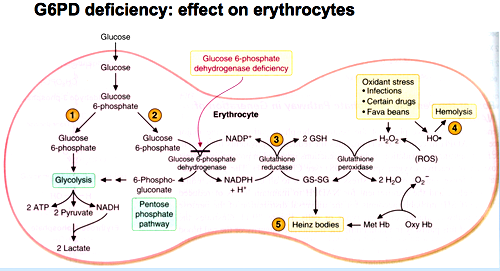 G6PD deficiency: effect on erythrocytes
Glucose
Glucose
Glucose
6-phosphate
Glucose 6-phosphate
dehydrogenase deficiency
Oxidant stress
• Infections
• Certain drugs
• Fava beans
Hemolysis
1
2
Erythrocyte
3
4
Glucose
6-phosphate
Glucose
6-phosphate
NADP+
2 GSH
H2O2
HO•
(ROS)
Glucose 6-phosphate
dehydrogenase
Glutathione
reductase
Glutathione
peroxidase
Glycolysis
6-Phospho-
gluconate
NADPH
+ H+
GS-SG
2 H2O
O2−
2 ATP
2 Pyruvate
NADH
Pentose
phosphate
pathway
5
Heinz bodies
Met Hb
Oxy Hb
2 Lactate